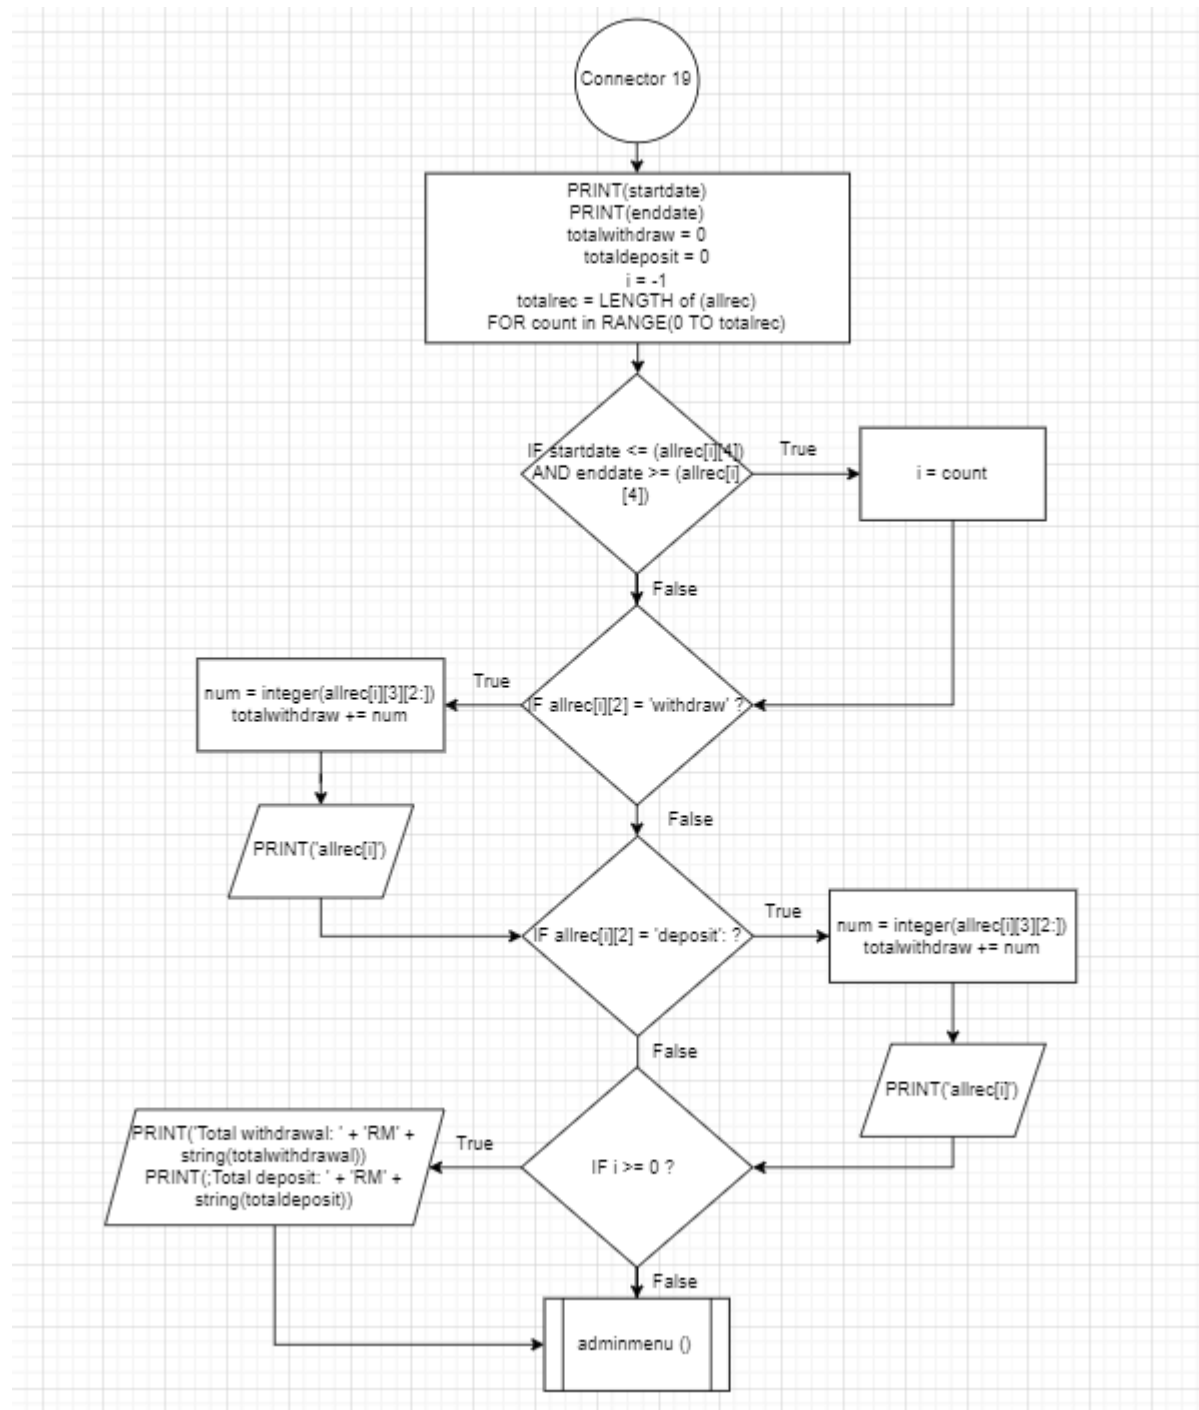 Connector 19
PRINT(startdate)
PRINT(enddate)
totalwithdraw = 0
totaldeposit = 0
i = -1
totalrec = LENGTH of (allrec)
FOR count in RANGE(0 TO totalrec)
IF startdate <= (allrec[i][4])
AND enddate >= (allrec[i]
[4])
True
i = count
False
IF allrec[i][2] = 'withdraw' ?
True
num = integer(allrec[i][3][2:])
totalwithdraw += num
PRINT('allrec[i]')
False
IF allrec[i][2] = 'deposit': ?
True
num = integer(allrec[i][3][2:])
totalwithdraw += num
PRINT('allrec[i]')
False
IF i >= 0 ?
True
PRINT('Total withdrawal: ' + 'RM' +
string(totalwithdrawal))
PRINT(;Total deposit: ' + 'RM' +
string(totaldeposit))
False
adminmenu ()